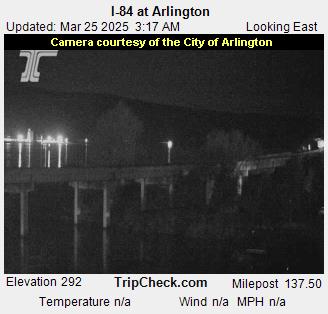 I-84 at Arlington
Updated: Mar 25 2025 3:17 AM Looking East
Camera courtesy of the City of Arlington
Elevation 292 TripCheck.com Milepost 137.50
Temperature n/a Wind n/a MPH n/a